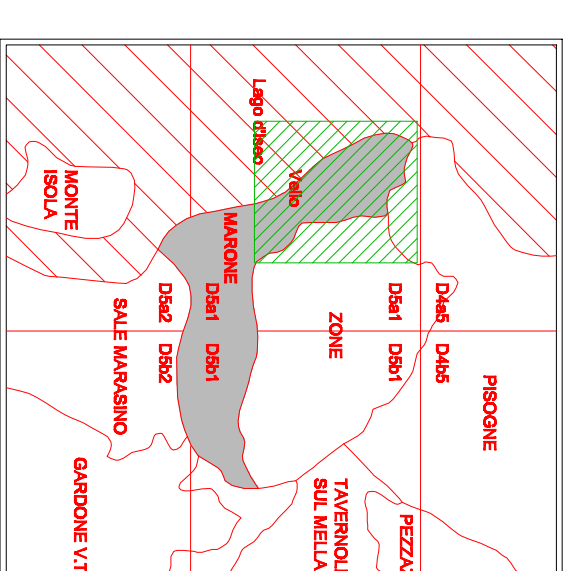 PISOGNE
D4a5 D4b5
PEZZA
D5a1 D5b1
ZONE
TAVERNOL
SUL MELLA
Vello
Lago d'Iseo
MARONE
D5a1 D5b1
D5a2 D5b2
SALE MARASINO
GARDONE V.T
MONTE
ISOLA